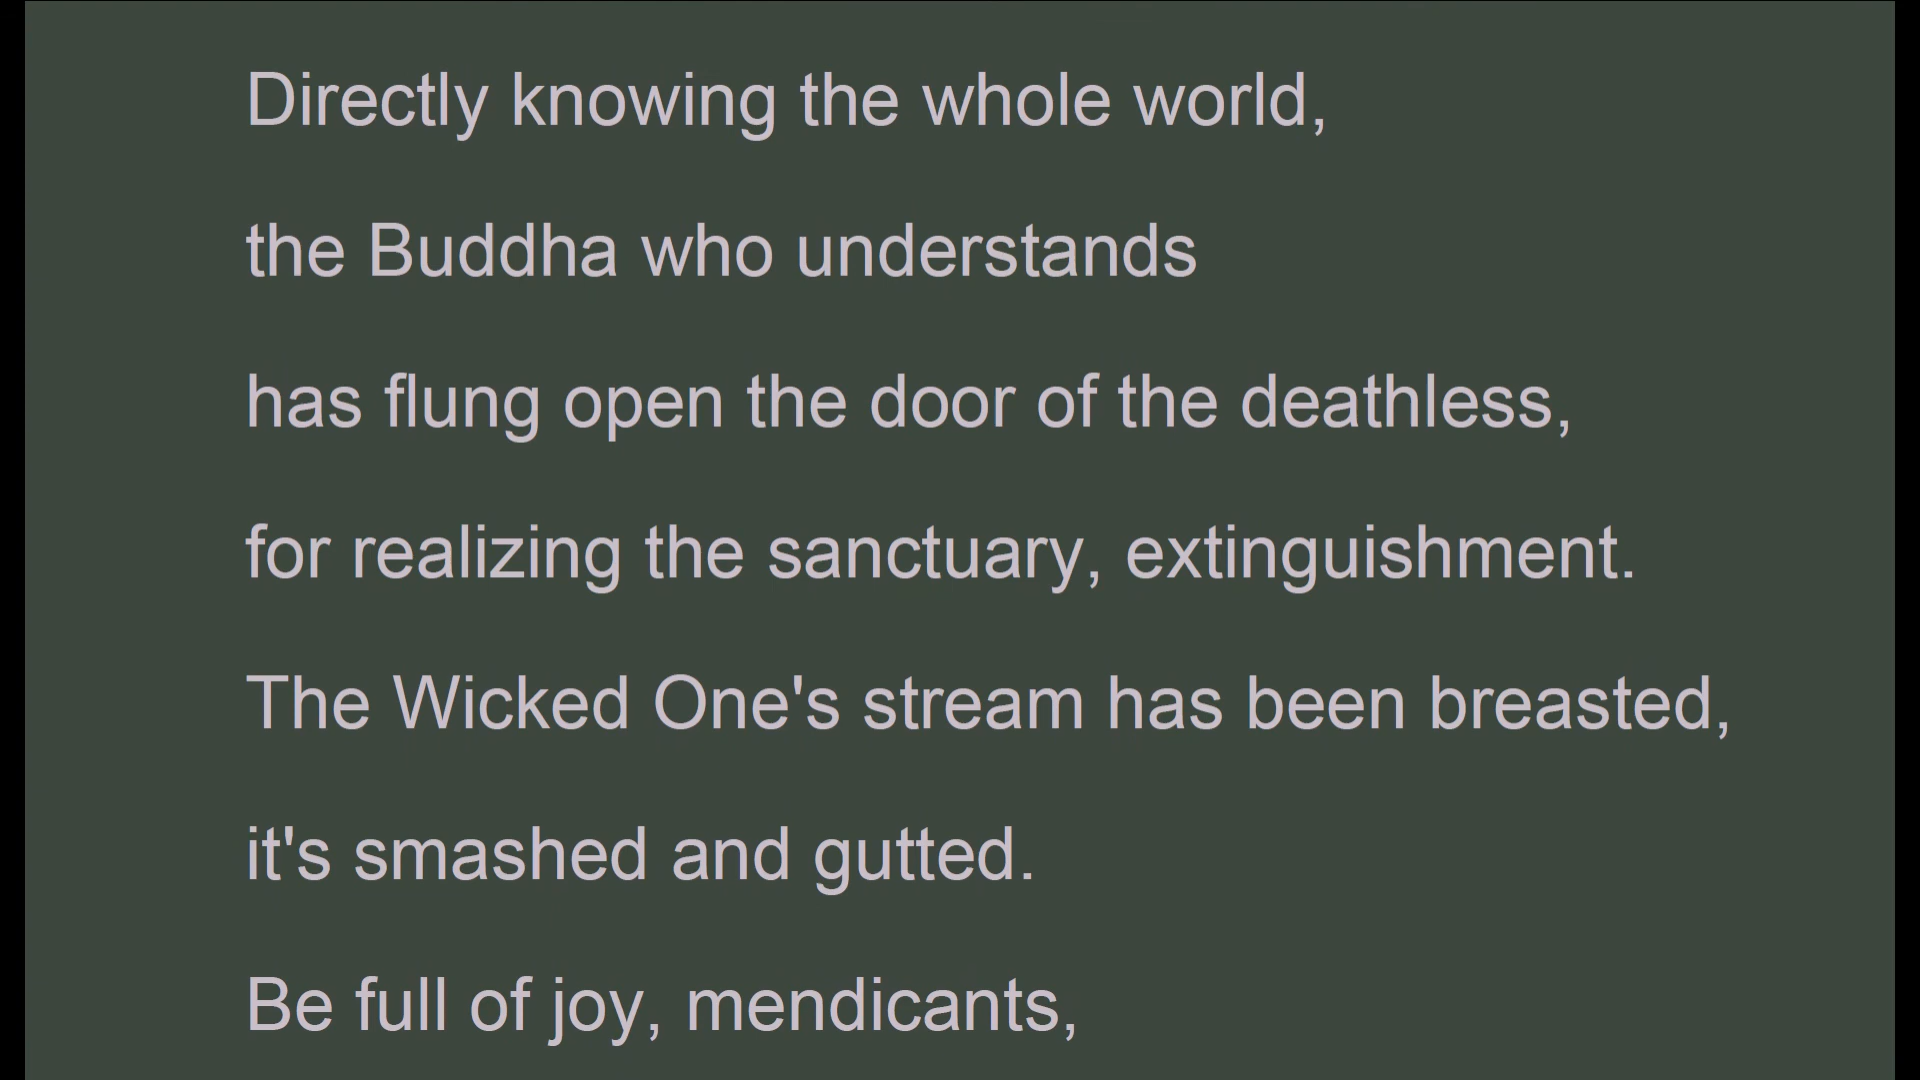 Directly knowing the whole world,
the Buddha who understands
has flung open the door of the deathless,
for realizing the sanctuary, extinguishment.
The Wicked One's stream has been breasted,
it's smashed and gutted.
Be full of joy, mendicants,